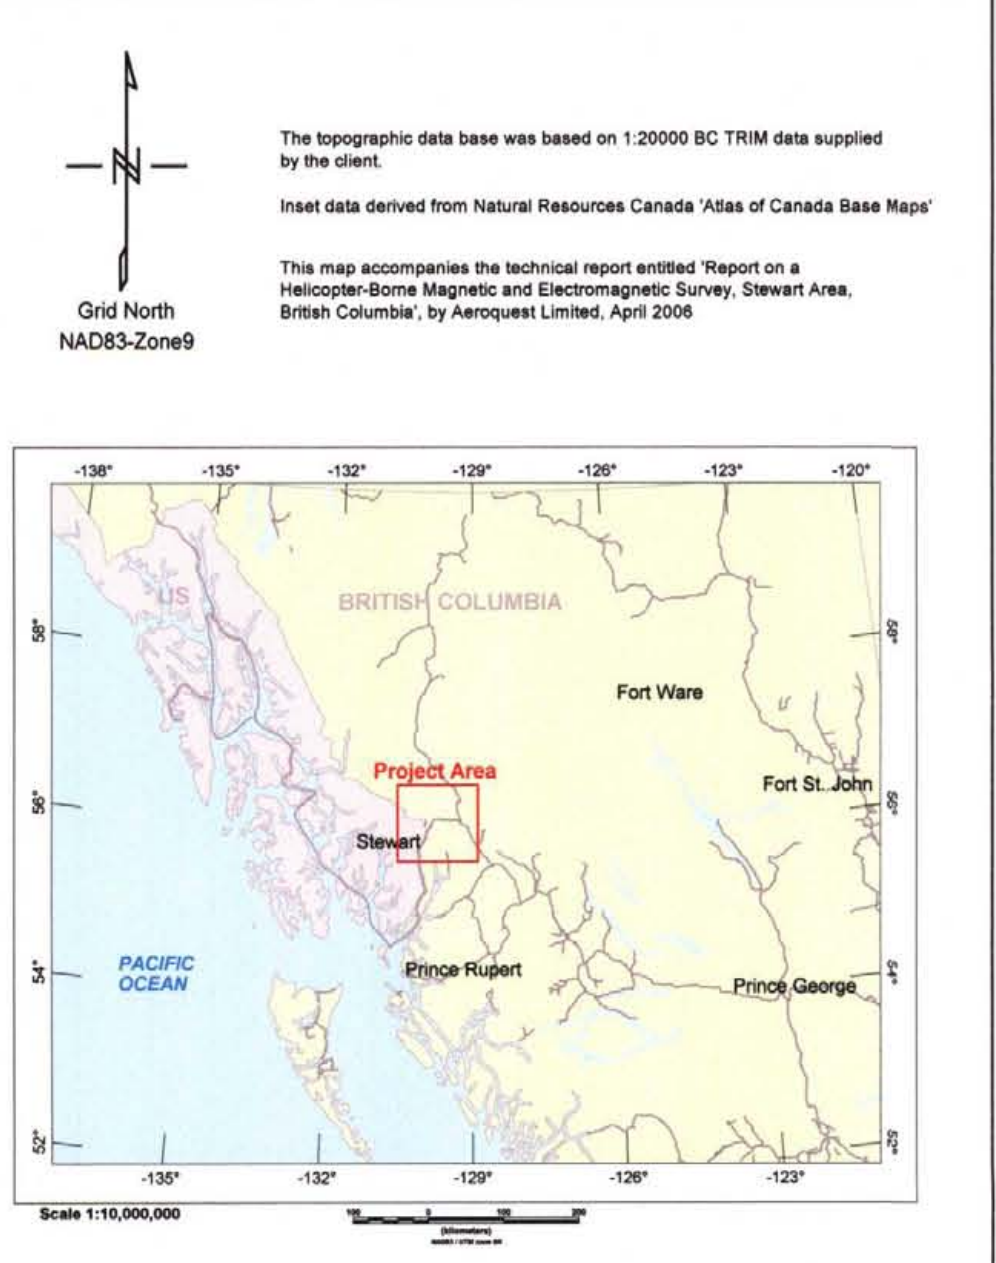 The topographic data base was based on 1:20000 BC TRIM data supplied
by the client.
Inset data derived from Natural Resources Canada 'Atlas of Canada Base Maps'
This map accompanies the technical report entitled 'Report on a
Helicopter-Borne Magnetic and Electromagnetic Survey, Stewart Area,
British Columbia', by Aeroquest Limited, April 2006
N
Grid North
NAD83-Zone9
-138° -135° -132° -129° -126° -123° -120°
US
BRITISH COLUMBIA
58° 58°
Fort Ware
Project Area
Fort St. John
56° 56°
Stewart
PACIFIC
OCEAN
54° 54°
Prince Rupert
Prince George
52° 52°
-135° -132° -129° -126° -123°
Scale 1:10,000,000
100 0 100 200
(kilometers)
NAD83 / UTM zone 9N